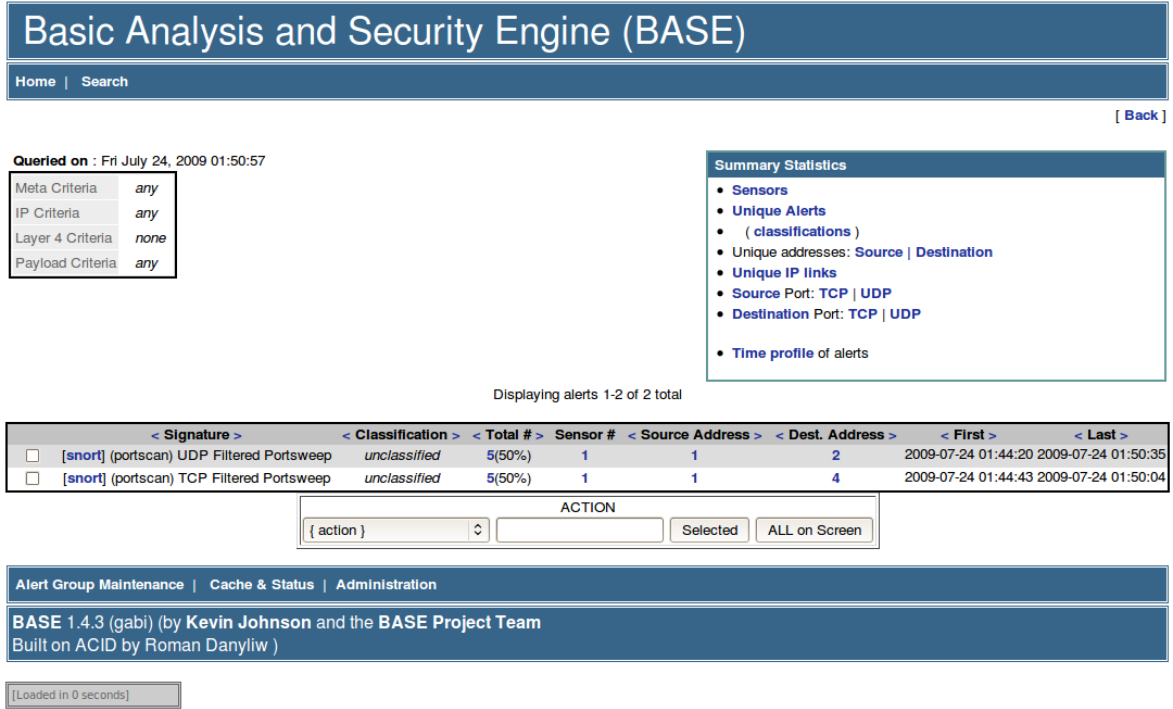 Basic Analysis and Security Engine (BASE)
Home | Search
[ Back ]
Queried on : Fri July 24, 2009 01:50:57
Meta Criteria any
IP Criteria any
Layer 4 Criteria none
Payload Criteria any
Summary Statistics
• Sensors
• Unique Alerts
• ( classifications )
• Unique addresses: Source | Destination
• Unique IP links
• Source Port: TCP | UDP
• Destination Port: TCP | UDP
• Time profile of alerts
Displaying alerts 1-2 of 2 total
< Signature > < Classification > < Total # > Sensor # < Source Address > < Dest. Address > < First > < Last >
[snort] (portscan) UDP Filtered Portsweep unclassified 5(50%) 1 1 2 2009-07-24 01:44:20 2009-07-24 01:50:35
[snort] (portscan) TCP Filtered Portsweep unclassified 5(50%) 1 1 4 2009-07-24 01:44:43 2009-07-24 01:50:04
ACTION
{ action } Selected ALL on Screen
Alert Group Maintenance | Cache & Status | Administration
BASE 1.4.3 (gabi) (by Kevin Johnson and the BASE Project Team
Built on ACID by Roman Danyliw )
[Loaded in 0 seconds]